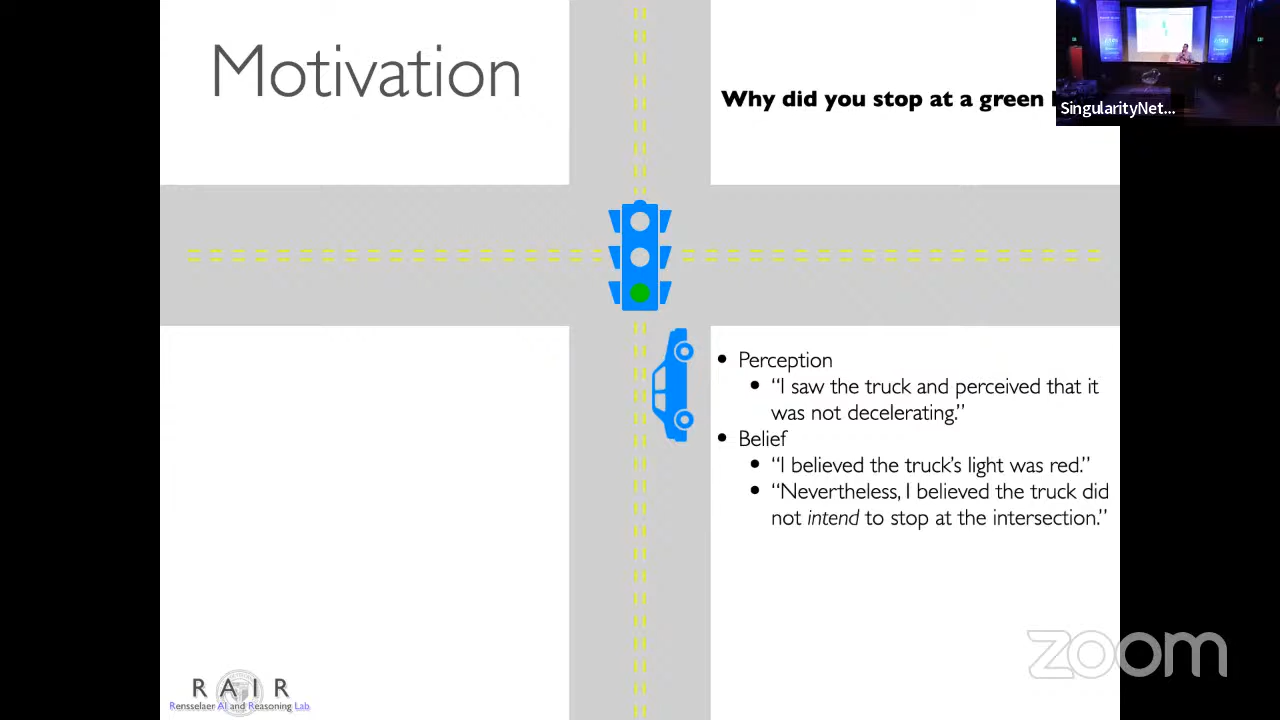 Motivation
Why did you stop at a green
SingularityNet...
• Perception
• “I saw the truck and perceived that it
was not decelerating.”
• Belief
• “I believed the truck’s light was red.”
• “Nevertheless, I believed the truck did
not intend to stop at the intersection.”
zoom
RAIR
Rensselaer AI and Reasoning Lab